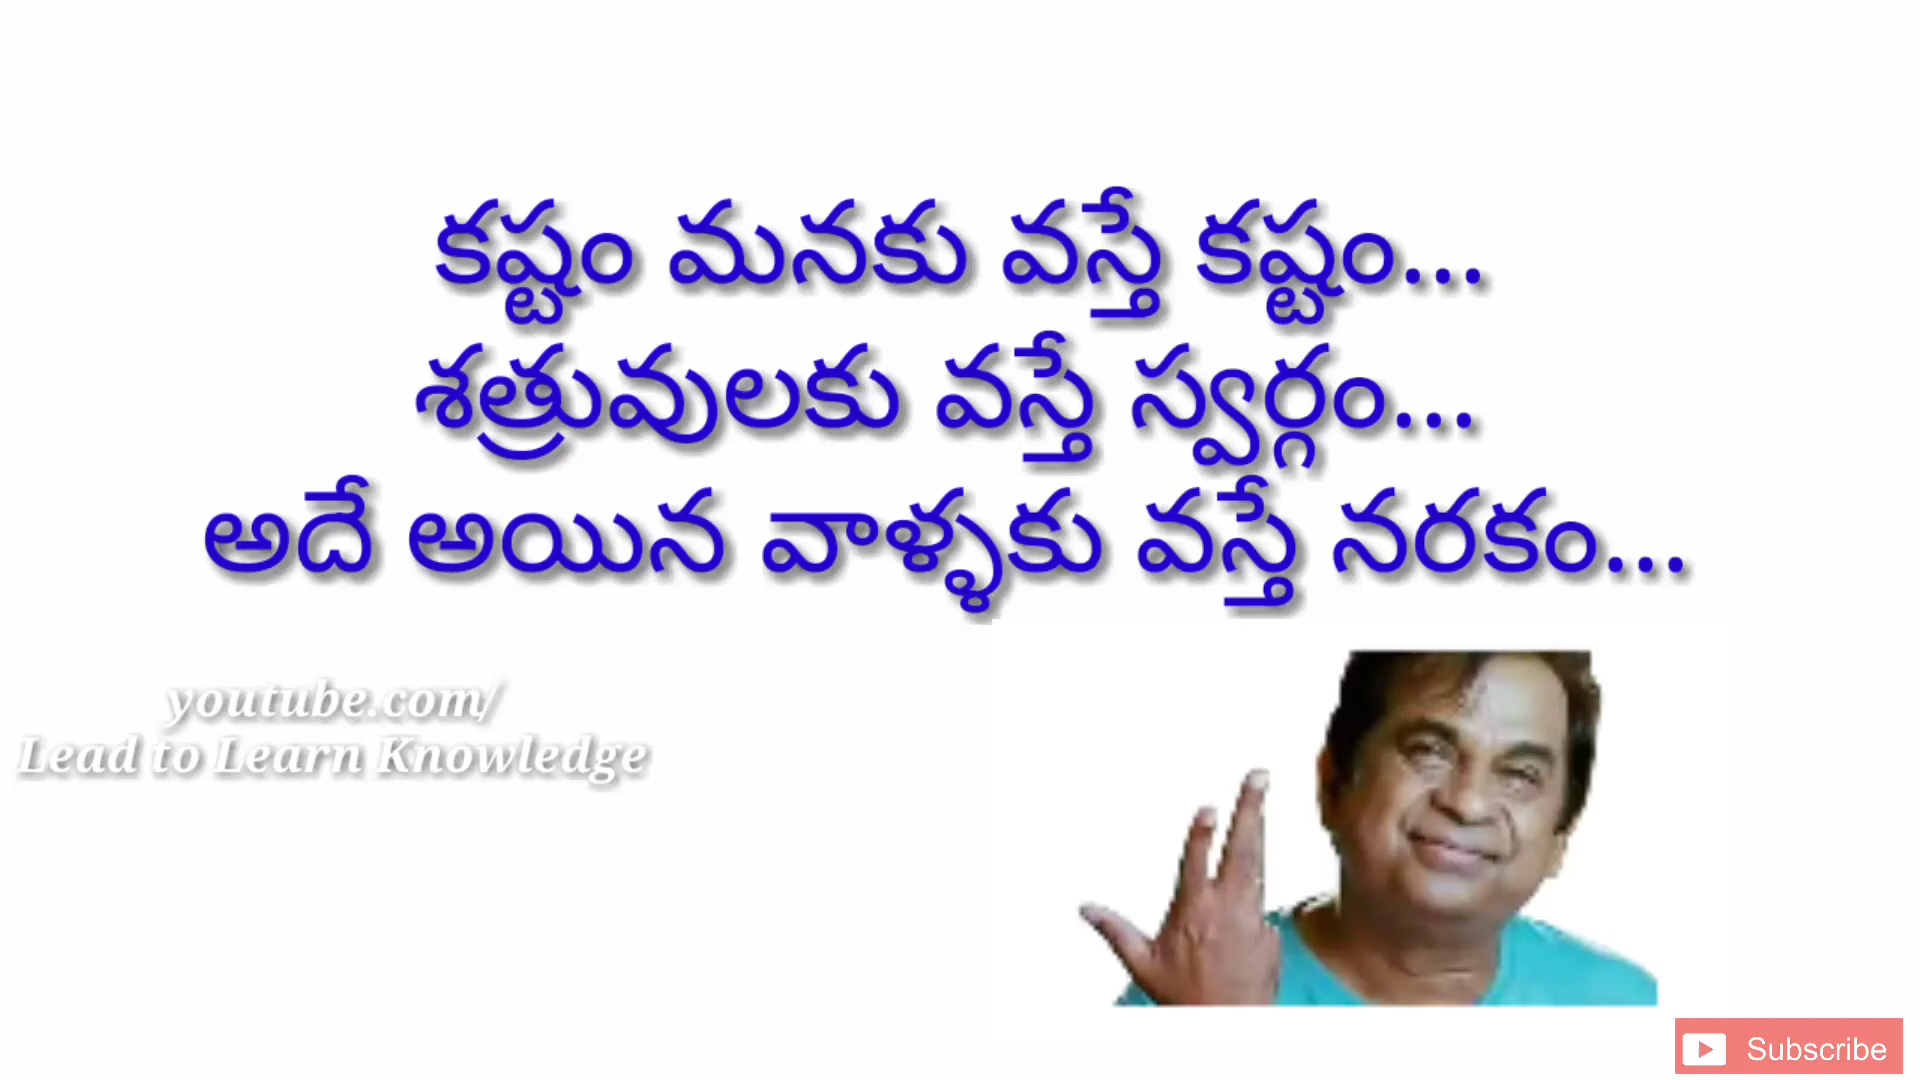 కష్టం మనకు వస్తే కష్టం...
శత్రువులకు వస్తే స్వర్గం...
అదే అయిన వాళ్ళకు వస్తే నరకం...
youtube.com/
Lead to Learn Knowledge
Subscribe